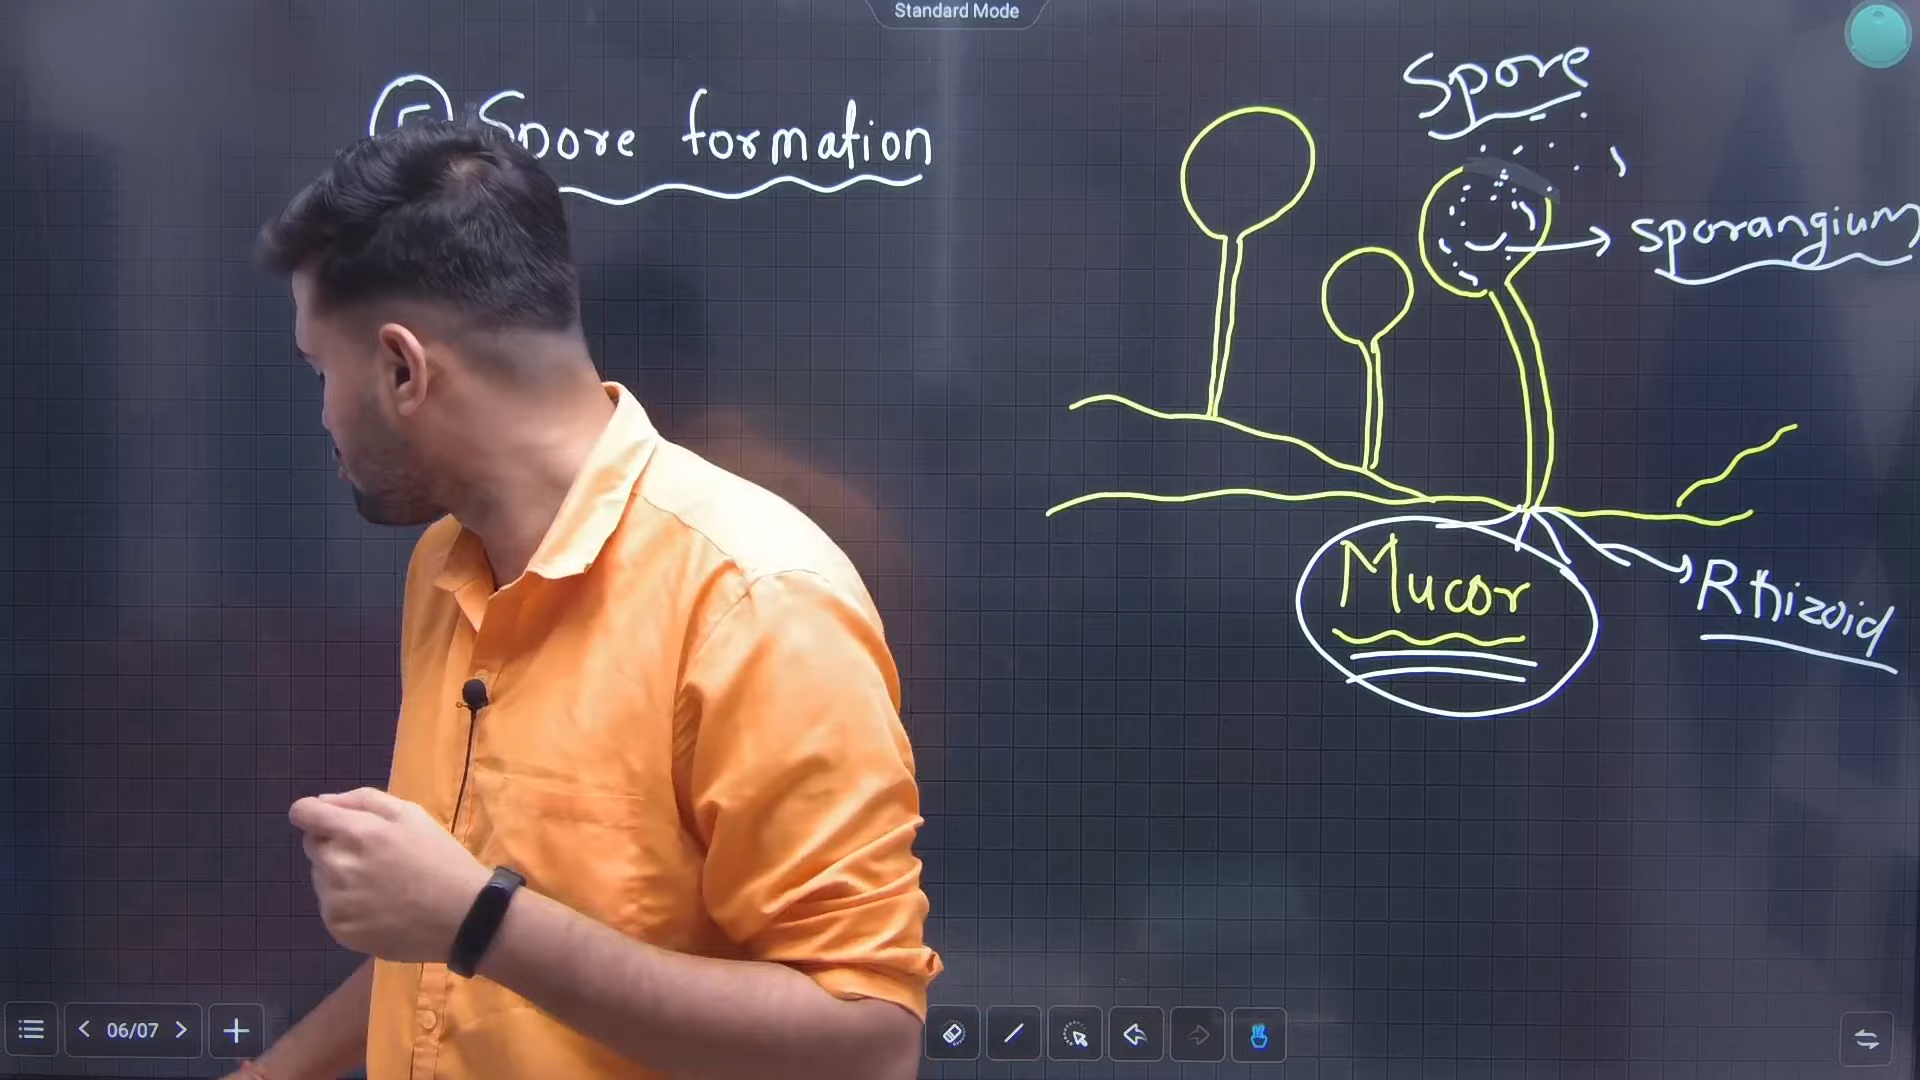 Standard Mode
Spore formation
Spore
sporangium
Mucor
Rhizoid
06/07